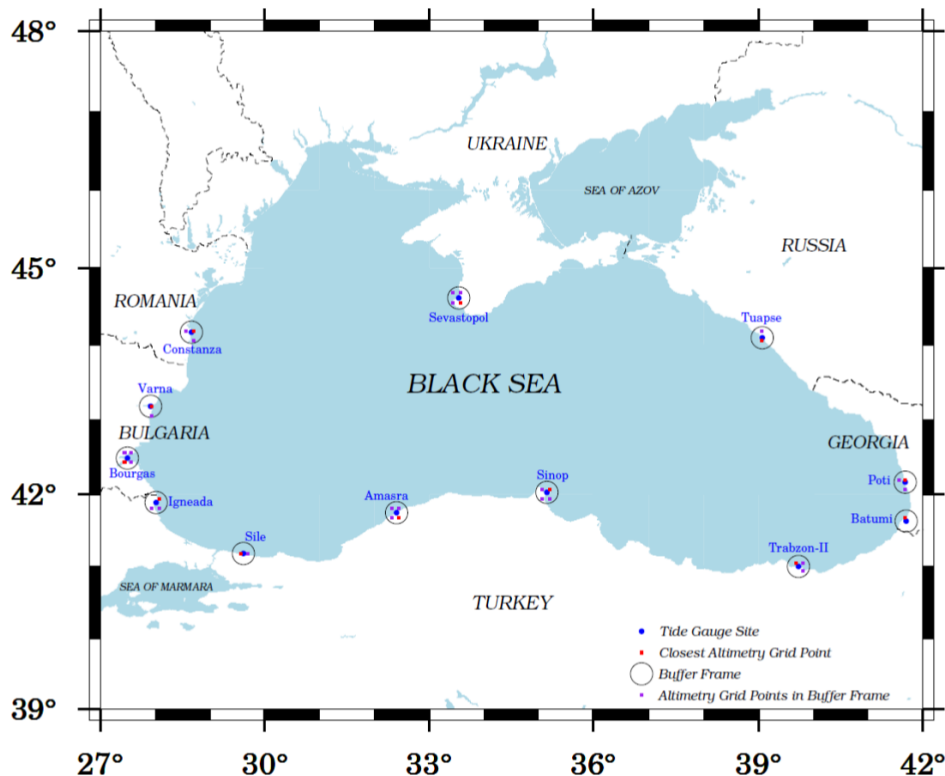 48°
UKRAINE
SEA OF AZOV
RUSSIA
45°
ROMANIA
Sevastopol
Tuapse
Constanza
BLACK SEA
Varna
BULGARIA
GEORGIA
Bourgas
Sinop
Poti
42°
Igneada
Amasra
Batumi
Sile
Trabzon-II
SEA OF MARMARA
TURKEY
Tide Gauge Site
Closest Altimetry Grid Point
Buffer Frame
Altimetry Grid Points in Buffer Frame
39°
27° 30° 33° 36° 39° 42°